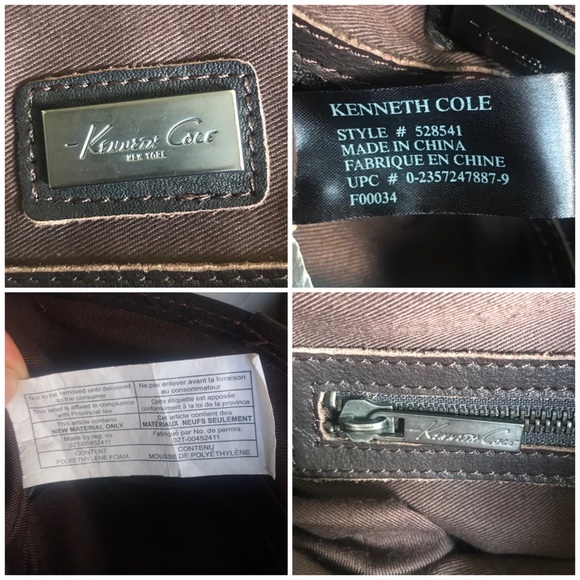 Kenneth Cole
NEW YORK
KENNETH COLE
STYLE # 528541
MADE IN CHINA
FABRIQUE EN CHINE
UPC # 0-2357247887-9
F00034
Not to be removed until delivered
to the consumer
This label is affixed in compliance
with Provincial law
This article contains
NEW MATERIAL ONLY
Made by reg. no
02T-00452411
CONTENT
POLYETHYLENE FOAM
Ne pas enlever avant la livraison
au consommateur
Cette étiquette est apposée
conformément à la loi de la province
Cet article contient des
MATÉRIAUX NEUFS SEULEMENT
Fabriqué par No. de permis:
02T-00452411
CONTENU
MOUSSE DE POLYÉTHYLÈNE
Kenneth Cole